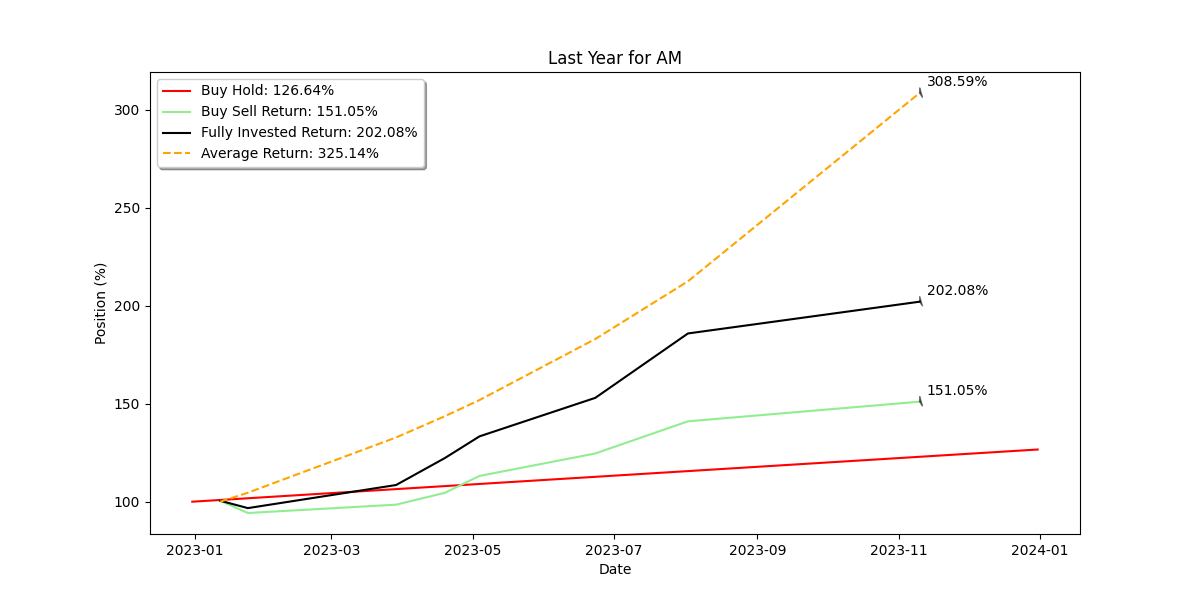 Last Year for AM
Buy Hold: 126.64%
Buy Sell Return: 151.05%
Fully Invested Return: 202.08%
Average Return: 325.14%
308.59%
202.08%
151.05%
Position (%)
300
250
200
150
100
2023-01
2023-03
2023-05
2023-07
2023-09
2023-11
2024-01
Date